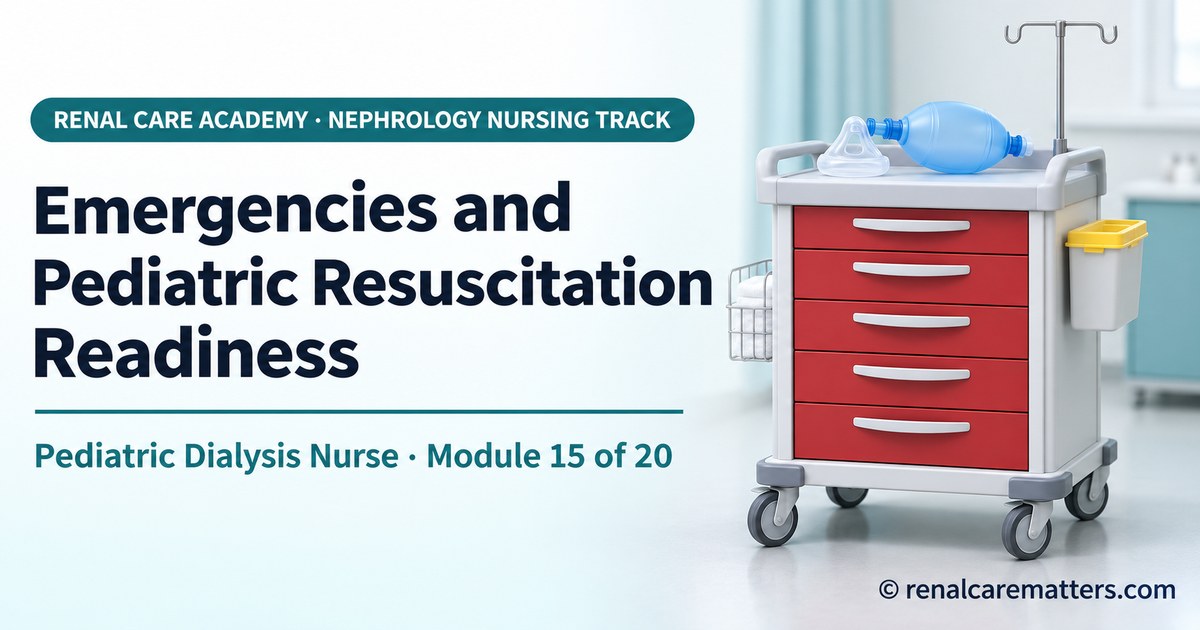 RENAL CARE ACADEMY · NEPHROLOGY NURSING TRACK
Emergencies and
Pediatric Resuscitation
Readiness
Pediatric Dialysis Nurse · Module 15 of 20
© renalcarematters.com